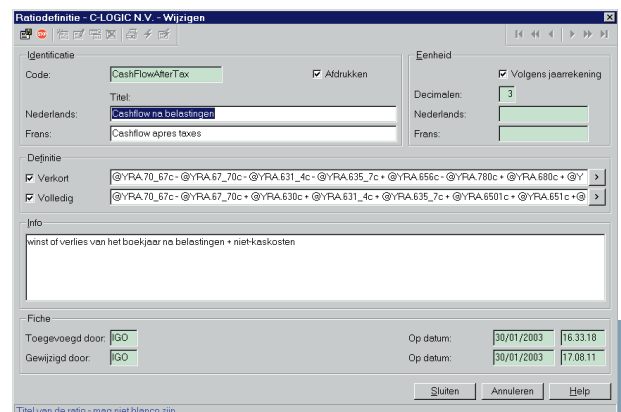 Ratiodefinitie - C-LOGIC N.V. - Wijzigen
Identificatie
Code: CashFlowAfterTax Afdrukken
Titel:
Nederlands: Cashflow na belastingen
Frans: Cashflow apres taxes
Eenheid
Volgens jaarrekening
Decimalen: 3
Nederlands:
Frans:
Definitie
Verkort @YRA.70_67c - @YRA.67_70c - @YRA.631_4c - @YRA.635_7c + @YRA.656c - @YRA.780c + @YRA.680c + @Y >
Volledig @YRA.70_67c - @YRA.67_70c + @YRA.630c + @YRA.631_4c + @YRA.635_7c + @YRA.6501c + @YRA.651c +@ >
Info
winst of verlies van het boekjaar na belastingen + niet-kaskosten
Fiche
Toegevoegd door: IGO Op datum: 30/01/2003 16.33.18
Gewijzigd door: IGO Op datum: 30/01/2003 17.08.11
Sluiten Annuleren Help
Titel van de ratio - mag niet blanco zijn